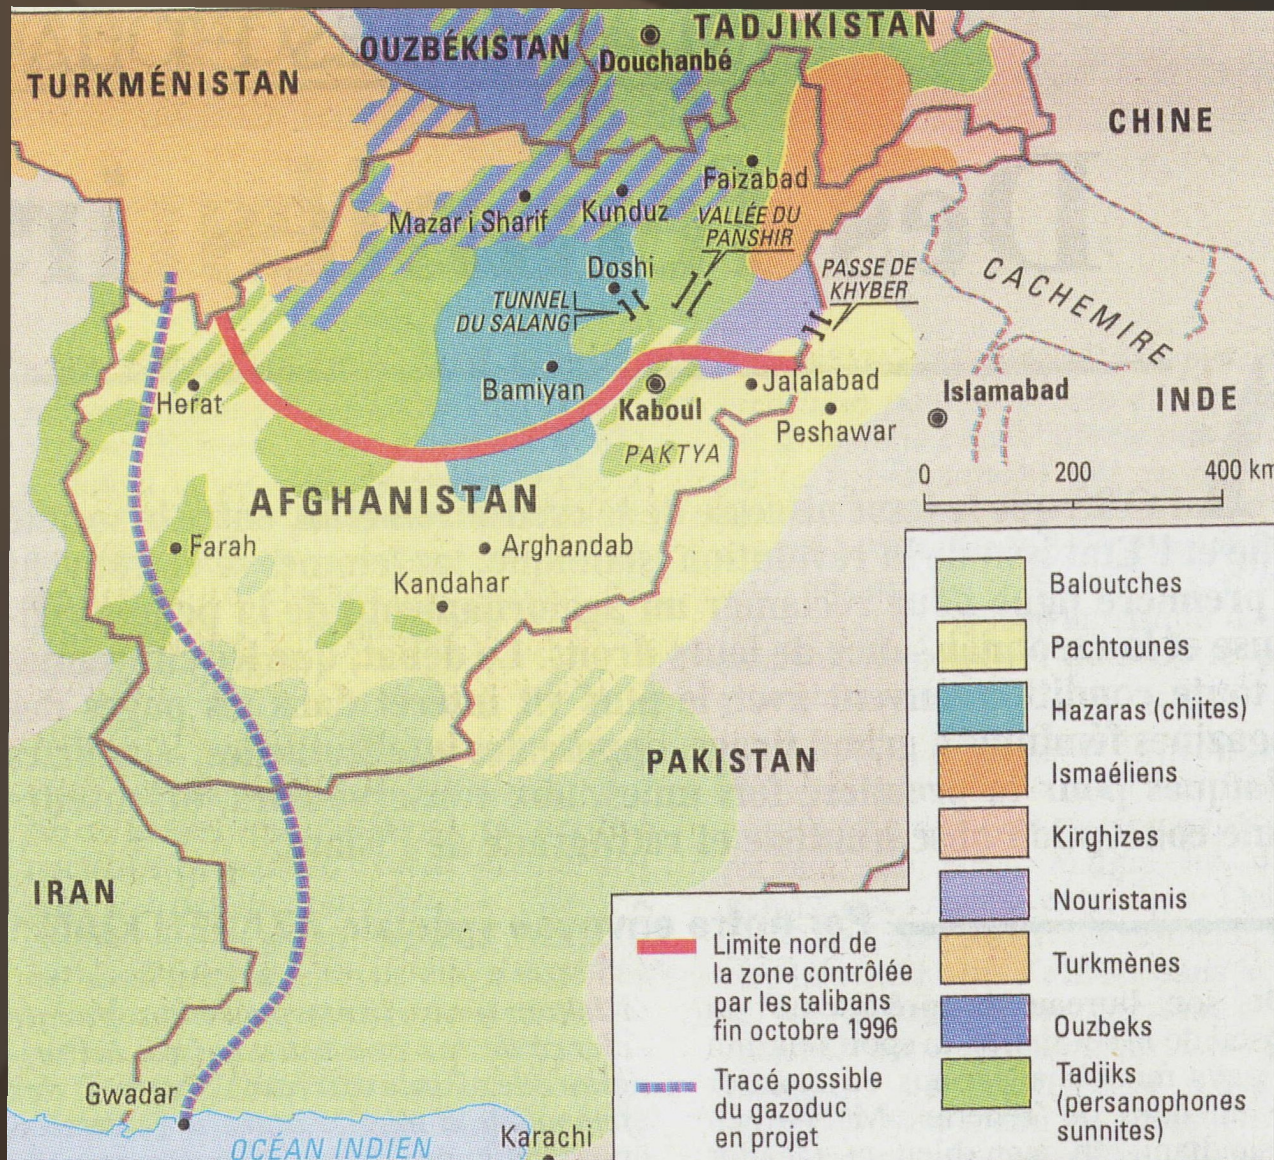 TURKMÉNISTAN
OUZBÉKISTAN
TADJIKISTAN
Douchanbé
CHINE
Faizabad
Mazar i Sharif
Kunduz
VALLÉE DU
PANSHIR
Doshi
PASSE DE
KHYBER
CACHEMIRE
TUNNEL
DU SALANG
Bamiyan
Herat
Kaboul
Jalalabad
Islamabad
INDE
Peshawar
PAKTYA
0 200 400 km
AFGHANISTAN
Farah
Arghandab
Kandahar
PAKISTAN
IRAN
Gwadar
OCÉAN INDIEN
Karachi
Baloutches
Pachtounes
Hazaras (chiites)
Ismaéliens
Kirghizes
Nouristanis
Turkmènes
Ouzbeks
Tadjiks
(persanophones
sunnites)
Limite nord de
la zone contrôlée
par les talibans
fin octobre 1996
Tracé possible
du gazoduc
en projet